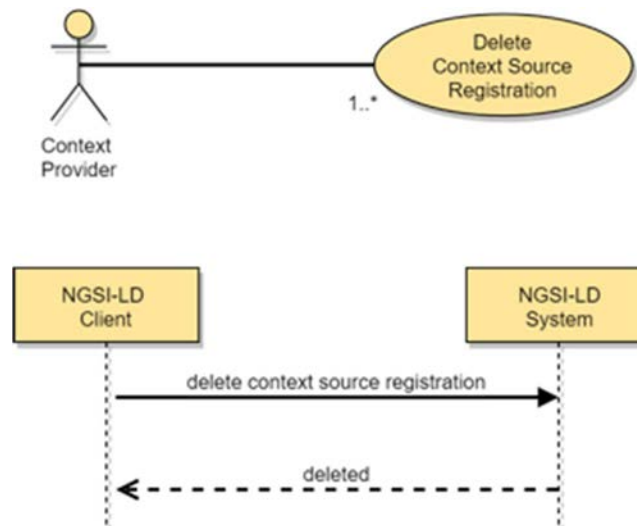 Delete
Context Source
Registration
1..*
Context
Provider
NGSI-LD
Client
NGSI-LD
System
delete context source registration
deleted